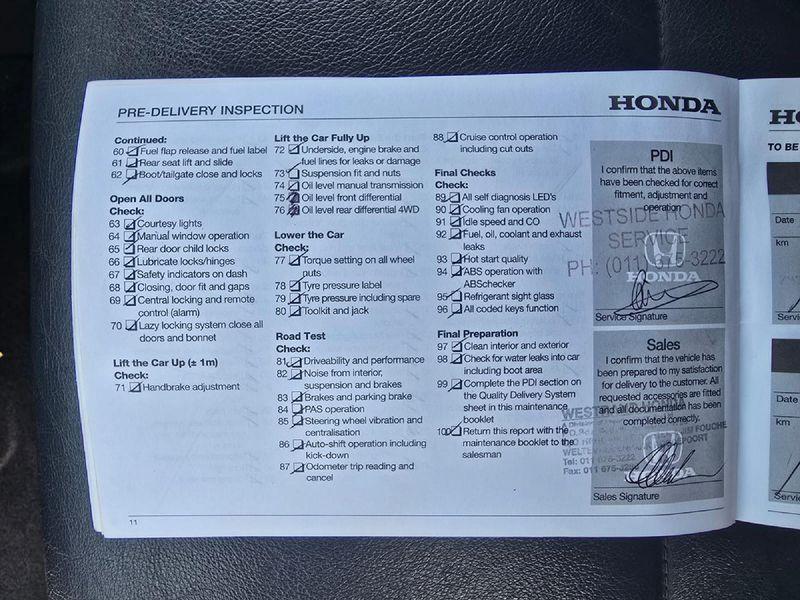 PRE-DELIVERY INSPECTION
HONDA
Continued:
60 Fuel flap release and fuel label
61 Rear seat lift and slide
62 Boot/tailgate close and locks
Open All Doors
Check:
63 Courtesy lights
64 Manual window operation
65 Rear door child locks
66 Lubricate locks/hinges
67 Safety indicators on dash
68 Closing, door fit and gaps
69 Central locking and remote
control (alarm)
70 Lazy locking system close all
doors and bonnet
Lift the Car Up (± 1m)
Check:
71 Handbrake adjustment
Lift the Car Fully Up
72 Underside, engine brake and
fuel lines for leaks or damage
73 Suspension fit and nuts
74 Oil level manual transmission
75 Oil level front differential
76 Oil level rear differential 4WD
Lower the Car
Check:
77 Torque setting on all wheel
nuts
78 Tyre pressure label
79 Tyre pressure including spare
80 Toolkit and jack
Road Test
Check:
81 Driveability and performance
82 Noise from interior,
suspension and brakes
83 Brakes and parking brake
84 PAS operation
85 Steering wheel vibration and
centralisation
86 Auto-shift operation including
kick-down
87 Odometer trip reading and
cancel
88 Cruise control operation
including cut outs
Final Checks
Check:
89 All self diagnosis LED's
90 Cooling fan operation
91 Idle speed and CO
92 Fuel, oil, coolant and exhaust
leaks
93 Hot start quality
94 ABS operation with
ABSchecker
95 Refrigerant sight glass
96 All coded keys function
Final Preparation
97 Clean interior and exterior
98 Check for water leaks into car
including boot area
99 Complete the PDI section on
the Quality Delivery System
sheet in this maintenance
booklet
100 Return this report with the
maintenance booklet to the
salesman
PDI
I confirm that the above items
have been checked for correct
fitment, adjustment and
operation
WESTSIDE HONDA
SERVICE
PH: (011) 675-3222
HONDA
Service Signature
Sales
I confirm that the vehicle has
been prepared to my satisfaction
for delivery to the customer. All
requested accessories are fitted
and all documentation has been
completed correctly.
WESTSIDE HONDA
FOUCHE
Tel: 011 675-3222
Fax: 011 675-
Sales Signature
11
H
TO BE
Date
km
Servic
Date
km
Servic